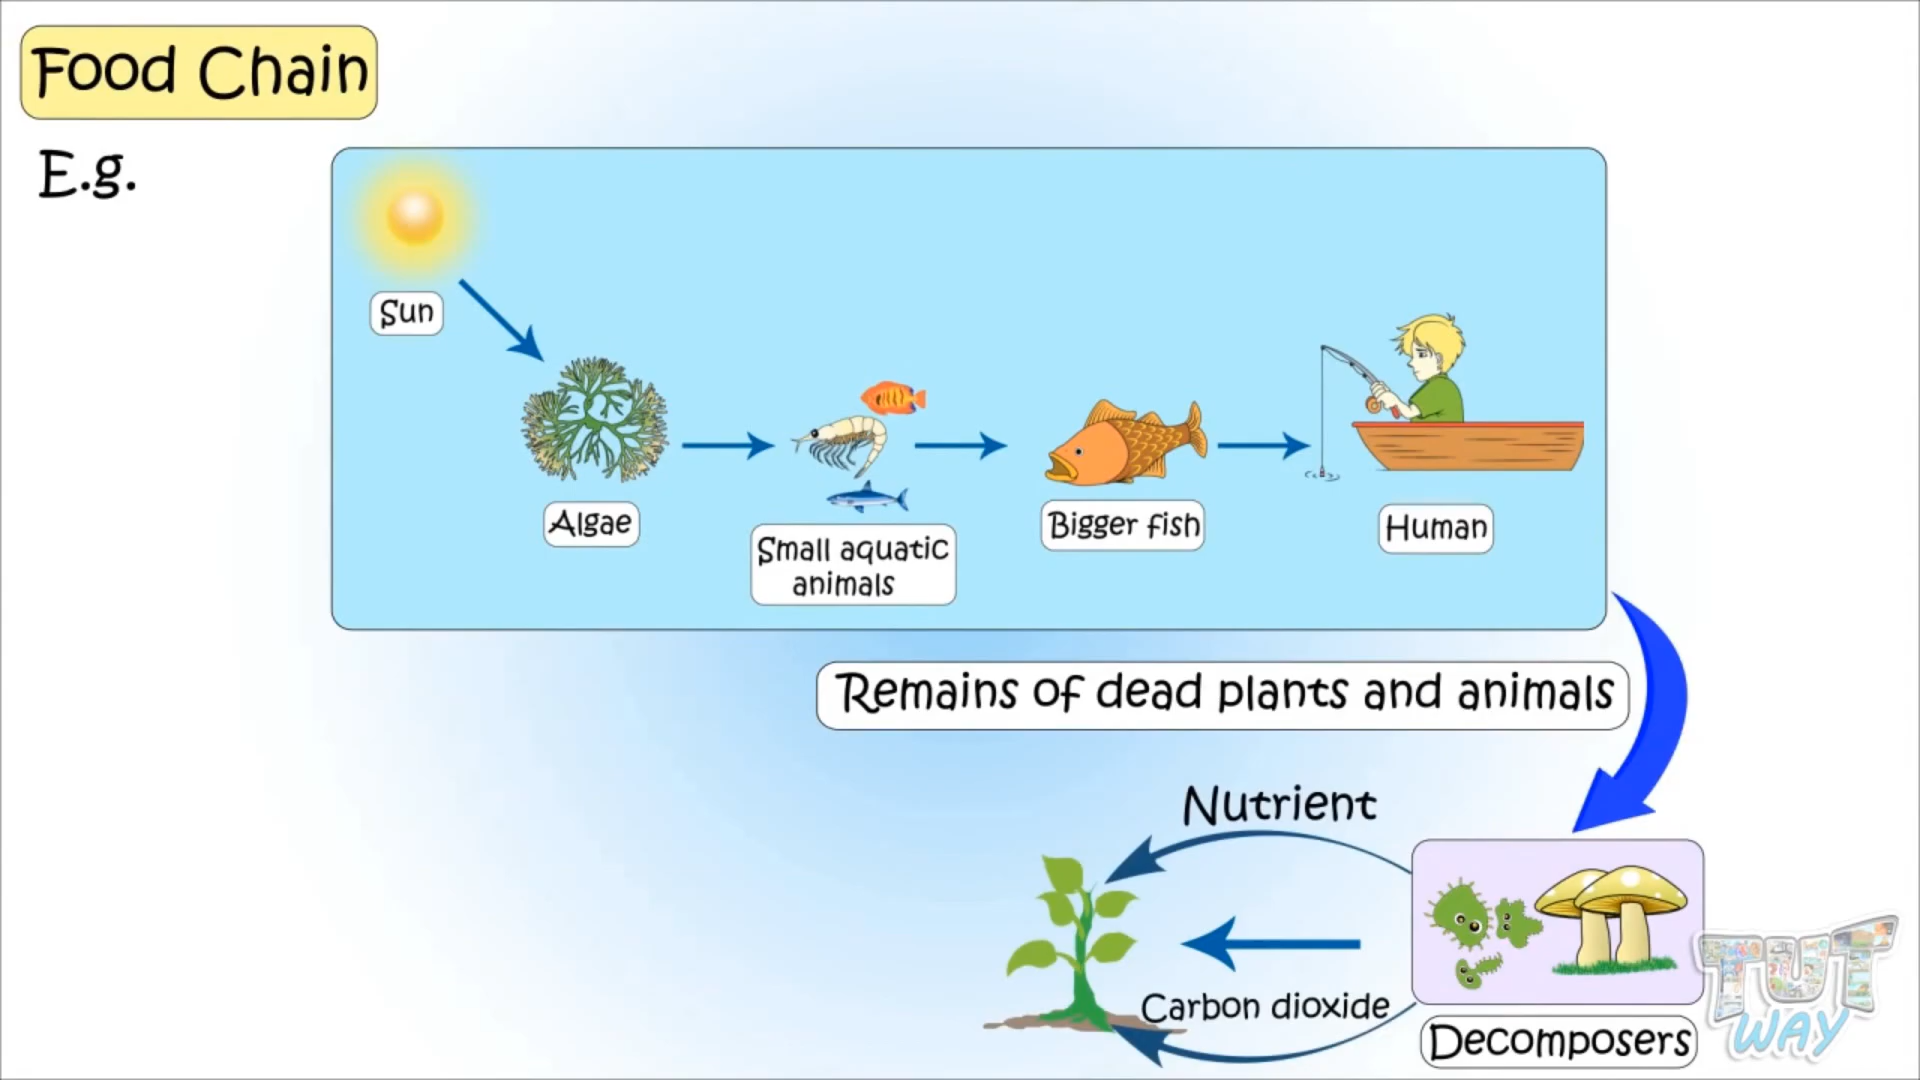 Food Chain
E.g.
Sun
Algae
Small aquatic
animals
Bigger fish
Human
Remains of dead plants and animals
Nutrient
Carbon dioxide
Decomposers
TUT
WAY